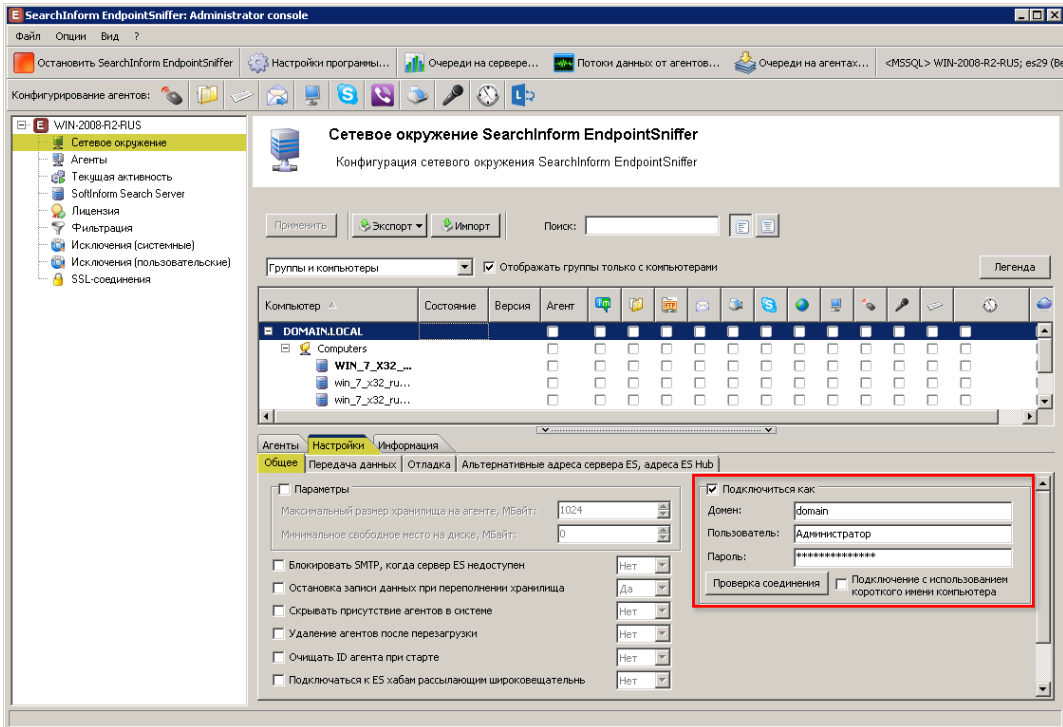 SearchInform EndpointSniffer: Administrator console
Файл Опции Вид ?
Остановить SearchInform EndpointSniffer Настройки программы... Очереди на сервере... Потоки данных от агентов... Очереди на агентах... <MSSQL> WIN-2008-R2-RUS; es29 (Ве
Конфигурирование агентов:
WIN-2008-R2-RUS
Сетевое окружение
Агенты
Текущая активность
SoftInform Search Server
Лицензия
Фильтрация
Исключения (системные)
Исключения (пользовательские)
SSL-соединения
Сетевое окружение SearchInform EndpointSniffer
Конфигурация сетевого окружения SearchInform EndpointSniffer
Применить Экспорт Импорт Поиск:
Группы и компьютеры Отображать группы только с компьютерами Легенда
Компьютер Состояние Версия Агент
DOMAIN.LOCAL
Computers
WIN_7_X32_...
win_7_x32_ru...
win_7_x32_ru...
Агенты Настройки Информация
Общее Передача данных Отладка Альтернативные адреса сервера ES, адреса ES Hub
Параметры
Максимальный размер хранилища на агенте, МБайт: 1024
Минимальное свободное место на диске, МБайт: 0
Блокировать SMTP, когда сервер ES недоступен Нет
Остановка записи данных при переполнении хранилища Да
Скрывать присутствие агентов в системе Нет
Удаление агентов после перезагрузки Нет
Очищать ID агента при старте Нет
Подключаться к ES хабам рассылающим широковещательнь Нет
Подключиться как
Домен: domain
Пользователь: Администратор
Пароль: **************
Проверка соединения Подключение с использованием
короткого имени компьютера